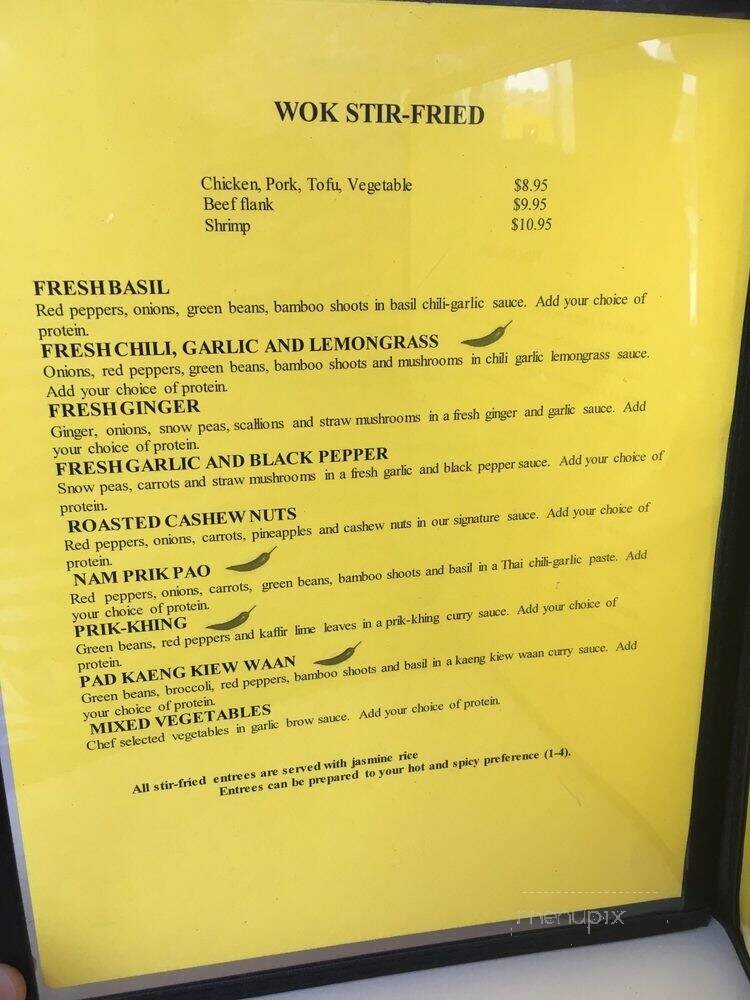 WOK STIR-FRIED
Chicken, Pork, Tofu, Vegetable $8.95
Beef flank $9.95
Shrimp $10.95
FRESH BASIL
Red peppers, onions, green beans, bamboo shoots in basil chili-garlic sauce. Add your choice of
protein.
FRESH CHILI, GARLIC AND LEMONGRASS
Onions, red peppers, green beans, bamboo shoots and mushrooms in chili garlic lemongrass sauce.
Add your choice of protein.
FRESH GINGER
Ginger, onions, snow peas, scallions and straw mushrooms in a fresh ginger and garlic sauce. Add
your choice of protein.
FRESH GARLIC AND BLACK PEPPER
Snow peas, carrots and straw mushrooms in a fresh garlic and black pepper sauce. Add your choice of
protein.
ROASTED CASHEW NUTS
Red peppers, onions, carrots, pineapples and cashew nuts in our signature sauce. Add your choice of
protein.
NAM PRIK PAO
Red peppers, onions, carrots, green beans, bamboo shoots and basil in a Thai chili-garlic paste. Add
your choice of protein.
PRIK-KHING
Green beans, red peppers and kaffir lime leaves in a prik-khing curry sauce. Add your choice of
protein.
PAD KAENG KIEW WAAN
Green beans, broccoli, red peppers, bamboo shoots and basil in a kaeng kiew waan curry sauce. Add
your choice of protein.
MIXED VEGETABLES
Chef selected vegetables in garlic brow sauce. Add your choice of protein.
All stir-fried entrees are served with jasmine rice
Entrees can be prepared to your hot and spicy preference (1-4).
menupix